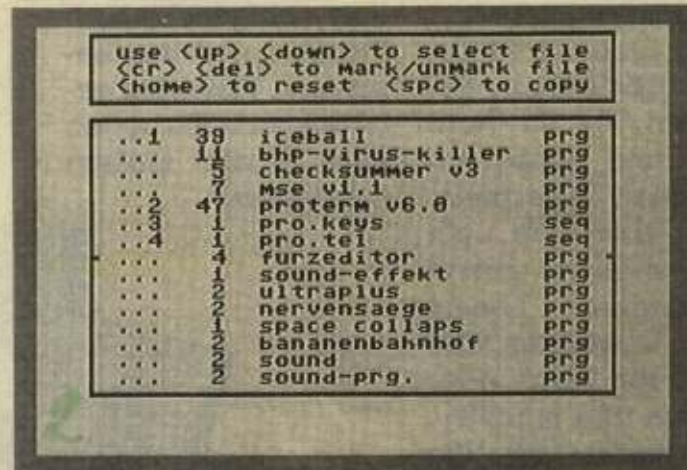 use <up> <down> to select file
<cr> <del> to mark/unmark file
<home> to reset <spc> to copy
..1 39 iceball prg
... 11 bhp-virus-killer prg
... 5 checksummer v3 prg
... 7 mse v1.1 prg
..2 47 proterm v6.0 prg
..3 1 pro.keys seq
..4 1 pro.tel seq
... 4 furzeditor prg
... 1 sound-effekt prg
... 2 ultraplus prg
... 2 nervensaege prg
... 1 space collaps prg
... 2 bananenbahnhof prg
... 2 sound prg
... 2 sound-prg. prg
2